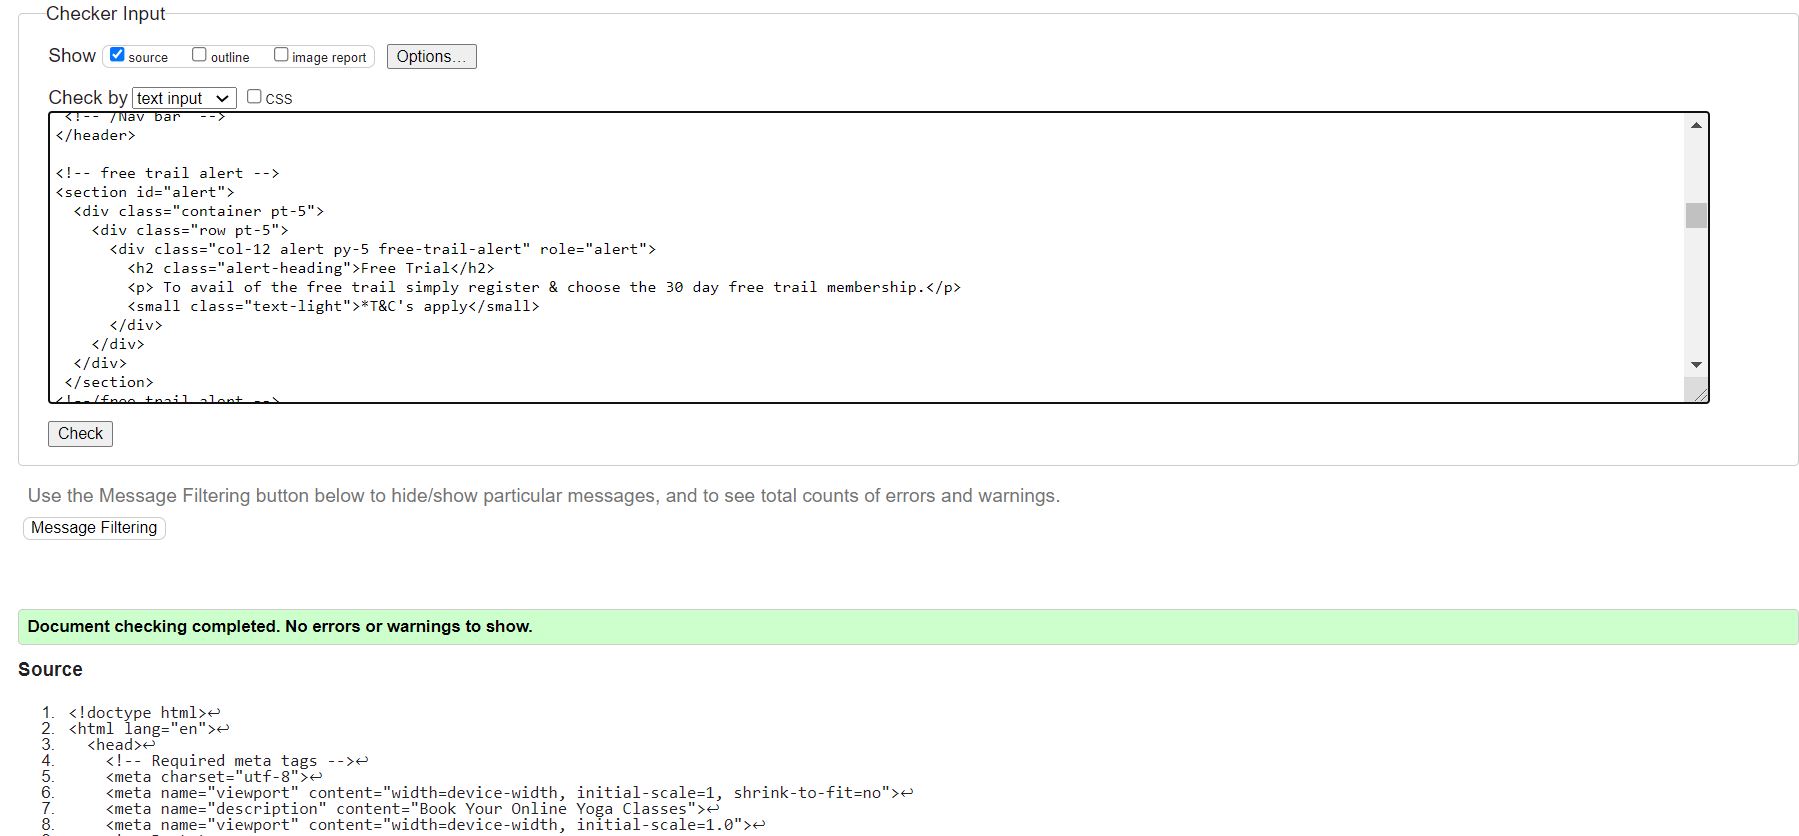 Checker Input
Show source outline image report Options...
Check by text input CSS
<!-- /Nav bar  -->
</header>
<!-- free trail alert -->
<section id="alert">
<div class="container pt-5">
<div class="row pt-5">
<div class="col-12 alert py-5 free-trail-alert" role="alert">
<h2 class="alert-heading">Free Trial</h2>
<p> To avail of the free trail simply register & choose the 30 day free trail membership.</p>
<small class="text-light">*T&C's apply</small>
</div>
</div>
</div>
</section>
<!--/free trail alert -->
Check
Use the Message Filtering button below to hide/show particular messages, and to see total counts of errors and warnings.
Message Filtering
Document checking completed. No errors or warnings to show.
Source
1. <!doctype html>↩
2. <html lang="en">↩
3. <head>↩
4. <!-- Required meta tags -->↩
5. <meta charset="utf-8">↩
6. <meta name="viewport" content="width=device-width, initial-scale=1, shrink-to-fit=no">↩
7. <meta name="description" content="Book Your Online Yoga Classes">↩
8. <meta name="viewport" content="width=device-width, initial-scale=1.0">↩